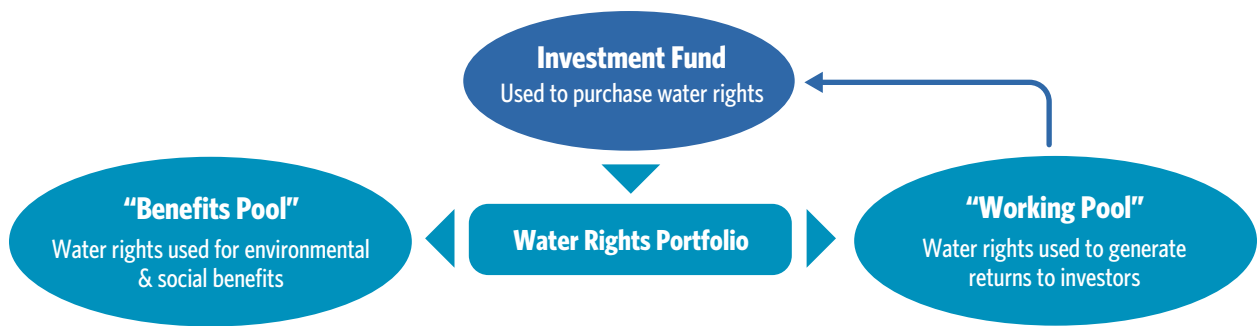 Investment Fund
Used to purchase water rights
“Benefits Pool”
Water rights used for environmental
& social benefits
Water Rights Portfolio
“Working Pool”
Water rights used to generate
returns to investors